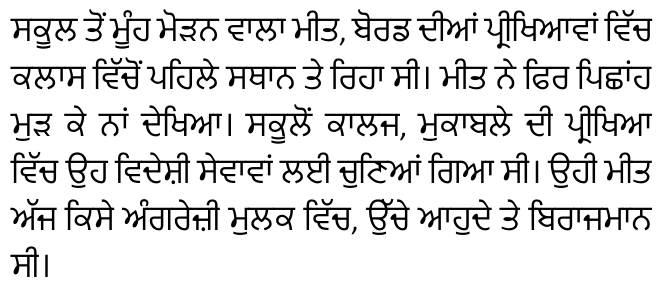 ਸਕੂਲ ਤੋਂ ਮੂੰਹ ਮੋੜਨ ਵਾਲਾ ਮੀਤ, ਬੋਰਡ ਦੀਆਂ ਪ੍ਰੀਖਿਆਵਾਂ ਵਿੱਚ
ਕਲਾਸ ਵਿੱਚੋਂ ਪਹਿਲੇ ਸਥਾਨ ਤੇ ਰਿਹਾ ਸੀ। ਮੀਤ ਨੇ ਫਿਰ ਪਿਛਾਂਹ
ਮੁੜ ਕੇ ਨਾਂ ਦੇਖਿਆ। ਸਕੂਲੋਂ ਕਾਲਜ, ਮੁਕਾਬਲੇ ਦੀ ਪ੍ਰੀਖਿਆ
ਵਿੱਚ ਉਹ ਵਿਦੇਸ਼ੀ ਸੇਵਾਵਾਂ ਲਈ ਚੁਣਿਆਂ ਗਿਆ ਸੀ। ਉਹੀ ਮੀਤ
ਅੱਜ ਕਿਸੇ ਅੰਗਰੇਜ਼ੀ ਮੁਲਕ ਵਿੱਚ, ਉੱਚੇ ਆਹੁਦੇ ਤੇ ਬਿਰਾਜਮਾਨ
ਸੀ।